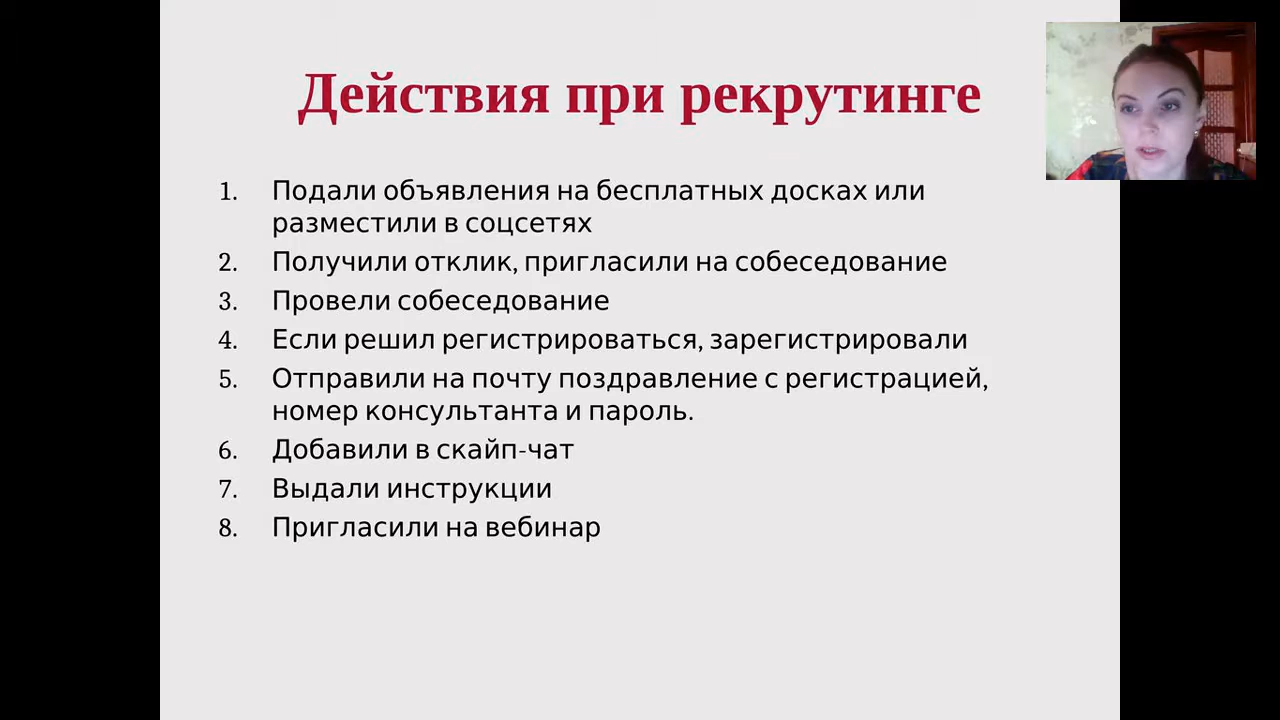 Действия при рекрутинге
1. Подали объявления на бесплатных досках или
разместили в соцсетях
2. Получили отклик, пригласили на собеседование
3. Провели собеседование
4. Если решил регистрироваться, зарегистрировали
5. Отправили на почту поздравление с регистрацией,
номер консультанта и пароль.
6. Добавили в скайп-чат
7. Выдали инструкции
8. Пригласили на вебинар